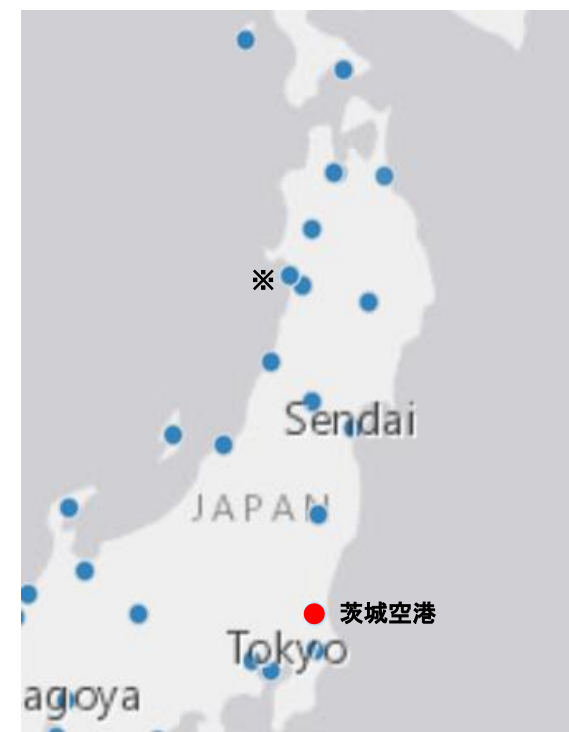 ※
Sendai
JAPAN
茨城空港
Tokyo
agoya